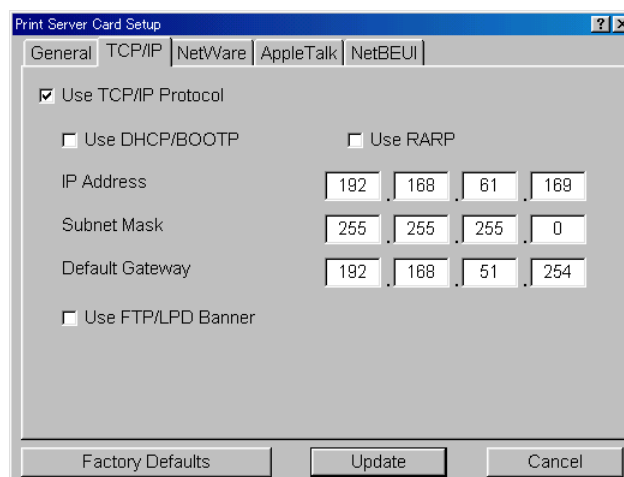 Print Server Card Setup
General TCP/IP NetWare AppleTalk NetBEUI
Use TCP/IP Protocol
Use DHCP/BOOTP Use RARP
IP Address 192 . 168 . 61 . 169
Subnet Mask 255 . 255 . 255 . 0
Default Gateway 192 . 168 . 51 . 254
Use FTP/LPD Banner
Factory Defaults Update Cancel